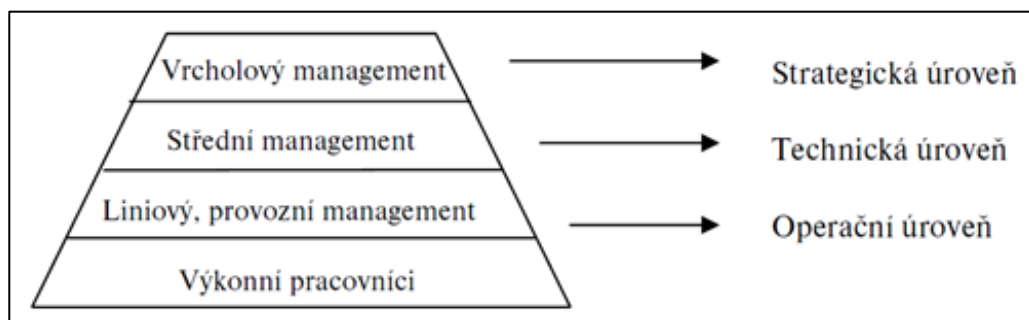 Vrcholový management
Strategická úroveň
Střední management
Technická úroveň
Liniový, provozní management
Operační úroveň
Výkonní pracovníci